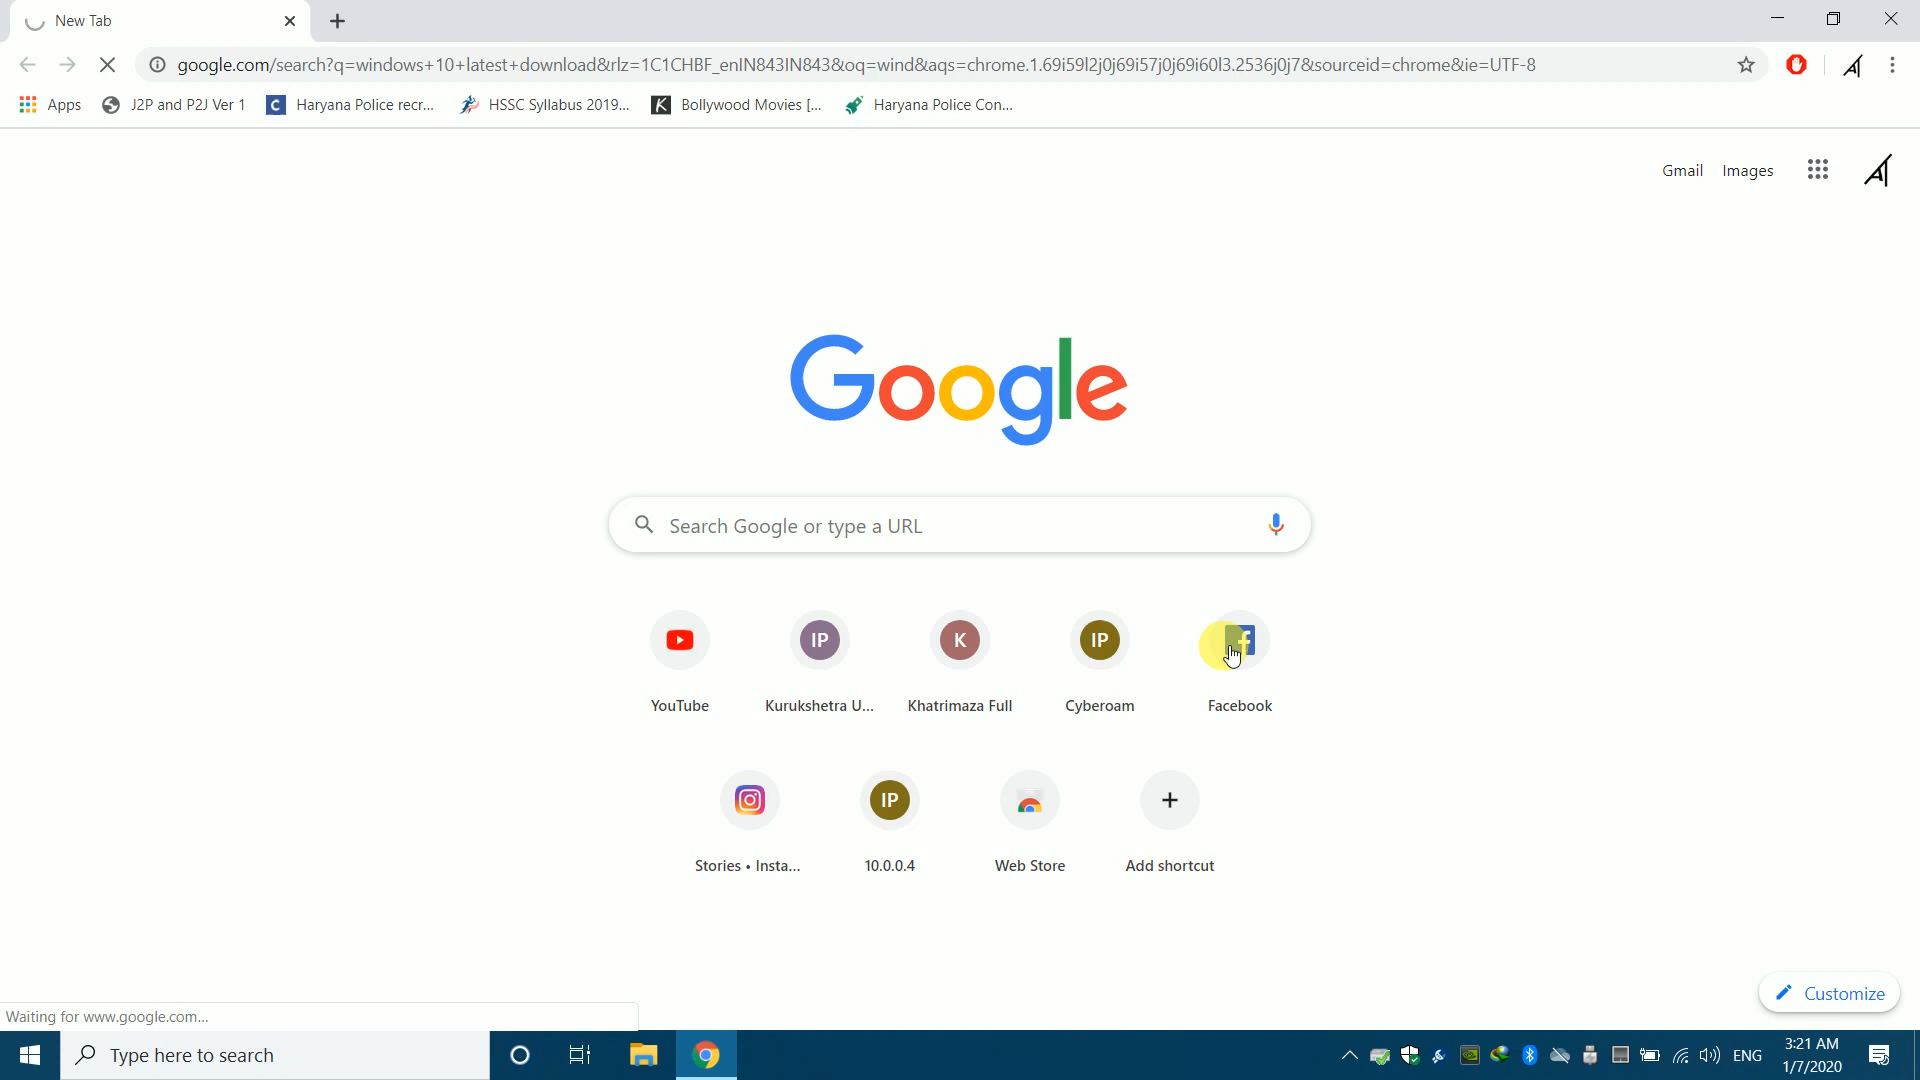 New Tab
google.com/search?q=windows+10+latest+download&rlz=1C1CHBF_enIN843IN843&oq=wind&aqs=chrome.1.69i59l2j0j69i57j0j69i60l3.2536j0j7&sourceid=chrome&ie=UTF-8
Apps J2P and P2J Ver 1 Haryana Police recr... HSSC Syllabus 2019... Bollywood Movies [... Haryana Police Con...
Gmail Images
Google
Search Google or type a URL
IP K IP
YouTube Kurukshetra U... Khatrimaza Full Cyberoam Facebook
IP
Stories • Insta... 10.0.0.4 Web Store Add shortcut
Customize
Waiting for www.google.com...
Type here to search
ENG
3:21 AM
1/7/2020